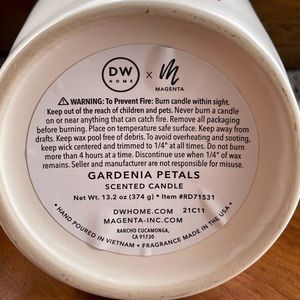 DW
HOME
x
M
MAGENTA
⚠ WARNING: To Prevent Fire: Burn candle within sight.
Keep out of the reach of children and pets. Never burn a candle
on or near anything that can catch fire. Remove all packaging
before burning. Place on temperature safe surface. Keep away from
drafts. Keep wax pool free of debris. To avoid overheating and sooting,
keep wick centered and trimmed to 1/4" at all times. Do not burn
more than 4 hours at a time. Discontinue use when 1/4" of wax
remains. Seller and manufacturer are not responsible for misuse.
GARDENIA PETALS
SCENTED CANDLE
Net Wt. 13.2 oz (374 g) • Item #RD71531
DWHOME.COM 21C11
MAGENTA-INC.COM
RANCHO CUCAMONGA,
CA 91730
• HAND POURED IN VIETNAM • FRAGRANCE MADE IN THE USA •